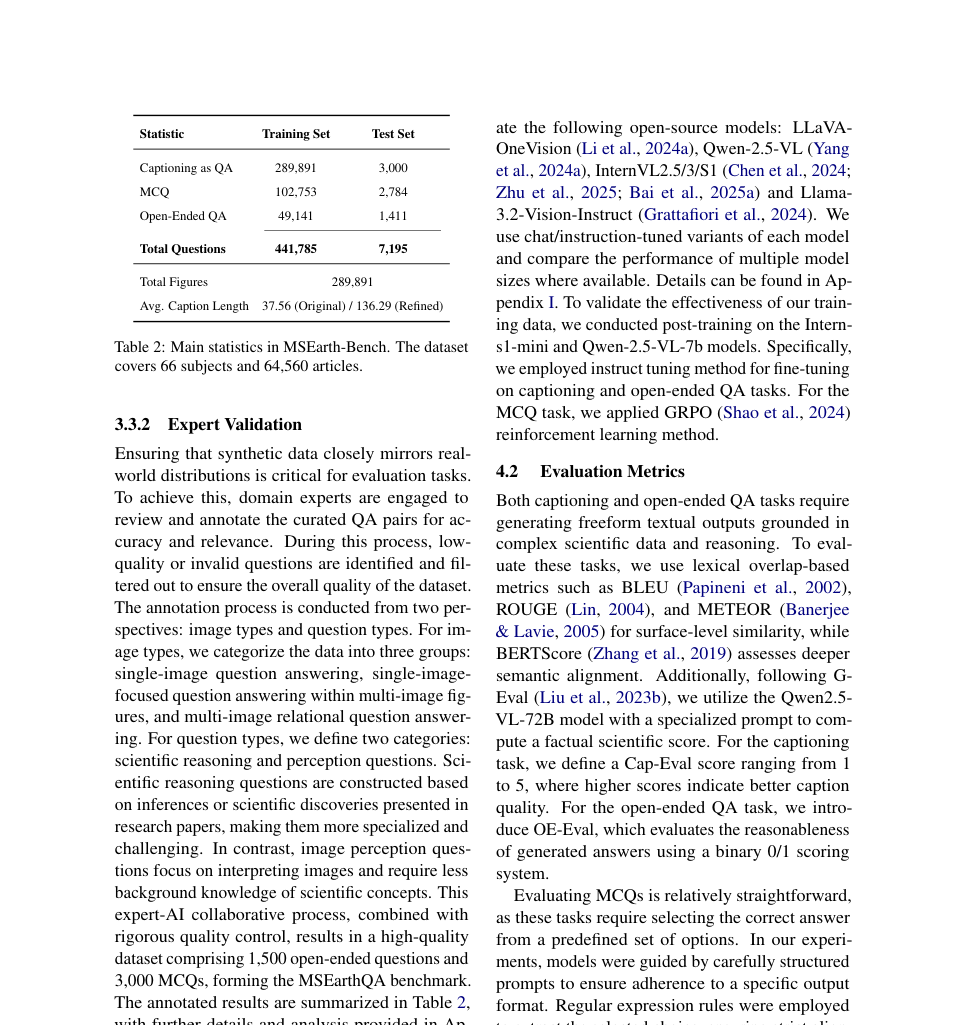 Statistic Training Set Test Set
Captioning as QA 289,891 3,000
MCQ 102,753 2,784
Open-Ended QA 49,141 1,411
Total Questions 441,785 7,195
Total Figures 289,891
Avg. Caption Length 37.56 (Original) / 136.29 (Refined)
Table 2: Main statistics in MSEarth-Bench. The dataset
covers 66 subjects and 64,560 articles.
3.3.2 Expert Validation
Ensuring that synthetic data closely mirrors real-
world distributions is critical for evaluation tasks.
To achieve this, domain experts are engaged to
review and annotate the curated QA pairs for ac-
curacy and relevance. During this process, low-
quality or invalid questions are identified and fil-
tered out to ensure the overall quality of the dataset.
The annotation process is conducted from two per-
spectives: image types and question types. For im-
age types, we categorize the data into three groups:
single-image question answering, single-image-
focused question answering within multi-image fig-
ures, and multi-image relational question answer-
ing. For question types, we define two categories:
scientific reasoning and perception questions. Sci-
entific reasoning questions are constructed based
on inferences or scientific discoveries presented in
research papers, making them more specialized and
challenging. In contrast, image perception ques-
tions focus on interpreting images and require less
background knowledge of scientific concepts. This
expert-AI collaborative process, combined with
rigorous quality control, results in a high-quality
dataset comprising 1,500 open-ended questions and
3,000 MCQs, forming the MSEarthQA benchmark.
The annotated results are summarized in Table 2,
with further details and analysis provided in Ap-
ate the following open-source models: LLaVA-
OneVision (Li et al., 2024a), Qwen-2.5-VL (Yang
et al., 2024a), InternVL2.5/3/S1 (Chen et al., 2024;
Zhu et al., 2025; Bai et al., 2025a) and Llama-
3.2-Vision-Instruct (Grattafiori et al., 2024). We
use chat/instruction-tuned variants of each model
and compare the performance of multiple model
sizes where available. Details can be found in Ap-
pendix I. To validate the effectiveness of our train-
ing data, we conducted post-training on the Intern-
s1-mini and Qwen-2.5-VL-7b models. Specifically,
we employed instruct tuning method for fine-tuning
on captioning and open-ended QA tasks. For the
MCQ task, we applied GRPO (Shao et al., 2024)
reinforcement learning method.
4.2 Evaluation Metrics
Both captioning and open-ended QA tasks require
generating freeform textual outputs grounded in
complex scientific data and reasoning. To eval-
uate these tasks, we use lexical overlap-based
metrics such as BLEU (Papineni et al., 2002),
ROUGE (Lin, 2004), and METEOR (Banerjee
& Lavie, 2005) for surface-level similarity, while
BERTScore (Zhang et al., 2019) assesses deeper
semantic alignment. Additionally, following G-
Eval (Liu et al., 2023b), we utilize the Qwen2.5-
VL-72B model with a specialized prompt to com-
pute a factual scientific score. For the captioning
task, we define a Cap-Eval score ranging from 1
to 5, where higher scores indicate better caption
quality. For the open-ended QA task, we intro-
duce OE-Eval, which evaluates the reasonableness
of generated answers using a binary 0/1 scoring
system.
Evaluating MCQs is relatively straightforward,
as these tasks require selecting the correct answer
from a predefined set of options. In our experi-
ments, models were guided by carefully structured
prompts to ensure adherence to a specific output
format. Regular expression rules were employed